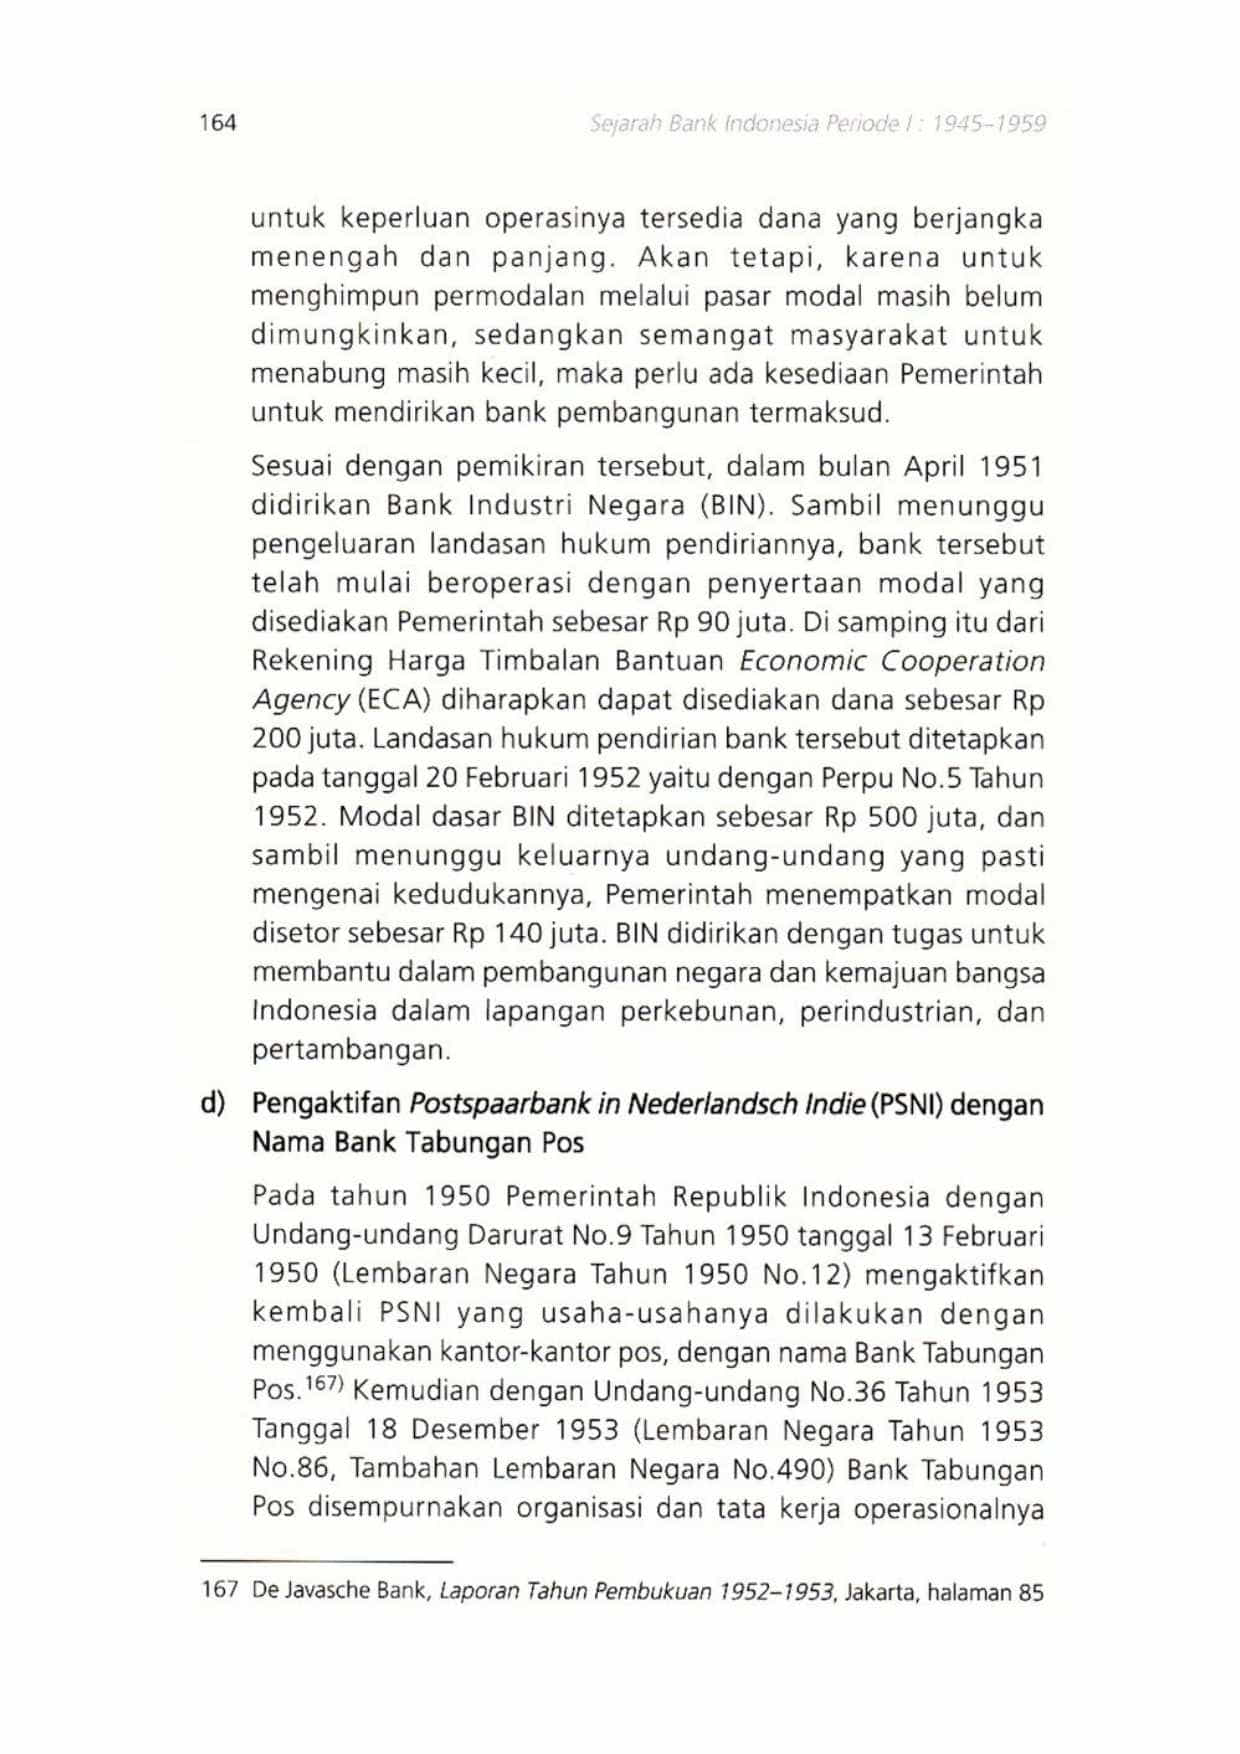 164
Sejarah Bank Indonesia Periode I : 1945–1959
untuk keperluan operasinya tersedia dana yang berjangka
menengah dan panjang. Akan tetapi, karena untuk
menghimpun permodalan melalui pasar modal masih belum
dimungkinkan, sedangkan semangat masyarakat untuk
menabung masih kecil, maka perlu ada kesediaan Pemerintah
untuk mendirikan bank pembangunan termaksud.
Sesuai dengan pemikiran tersebut, dalam bulan April 1951
didirikan Bank Industri Negara (BIN). Sambil menunggu
pengeluaran landasan hukum pendiriannya, bank tersebut
telah mulai beroperasi dengan penyertaan modal yang
disediakan Pemerintah sebesar Rp 90 juta. Di samping itu dari
Rekening Harga Timbalan Bantuan Economic Cooperation
Agency (ECA) diharapkan dapat disediakan dana sebesar Rp
200 juta. Landasan hukum pendirian bank tersebut ditetapkan
pada tanggal 20 Februari 1952 yaitu dengan Perpu No.5 Tahun
1952. Modal dasar BIN ditetapkan sebesar Rp 500 juta, dan
sambil menunggu keluarnya undang-undang yang pasti
mengenai kedudukannya, Pemerintah menempatkan modal
disetor sebesar Rp 140 juta. BIN didirikan dengan tugas untuk
membantu dalam pembangunan negara dan kemajuan bangsa
Indonesia dalam lapangan perkebunan, perindustrian, dan
pertambangan.
d) Pengaktifan Postspaarbank in Nederlandsch Indie (PSNI) dengan
Nama Bank Tabungan Pos
Pada tahun 1950 Pemerintah Republik Indonesia dengan
Undang-undang Darurat No.9 Tahun 1950 tanggal 13 Februari
1950 (Lembaran Negara Tahun 1950 No.12) mengaktifkan
kembali PSNI yang usaha-usahanya dilakukan dengan
menggunakan kantor-kantor pos, dengan nama Bank Tabungan
Pos.167) Kemudian dengan Undang-undang No.36 Tahun 1953
Tanggal 18 Desember 1953 (Lembaran Negara Tahun 1953
No.86, Tambahan Lembaran Negara No.490) Bank Tabungan
Pos disempurnakan organisasi dan tata kerja operasionalnya
167 De Javasche Bank, Laporan Tahun Pembukuan 1952–1953, Jakarta, halaman 85